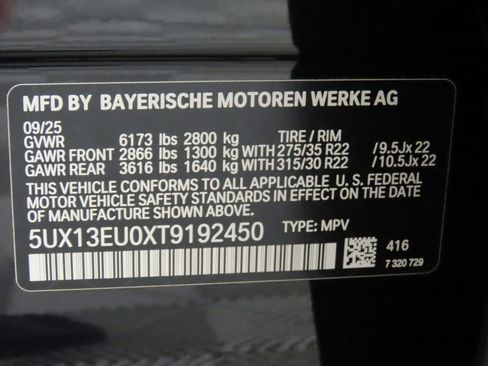 MFD BY BAYERISCHE MOTOREN WERKE AG
09/25
GVWR 6173 lbs 2800 kg TIRE / RIM
GAWR FRONT 2866 lbs 1300 kg WITH 275/35 R22 / 9.5Jx 22
GAWR REAR 3616 lbs 1640 kg WITH 315/30 R22 / 10.5Jx 22
THIS VEHICLE CONFORMS TO ALL APPLICABLE U. S. FEDERAL
MOTOR VEHICLE SAFETY STANDARDS IN EFFECT ON THE
DATE OF MANUFACTURE SHOWN ABOVE.
5UX13EU0XT9192450 TYPE: MPV
416
7 320 729